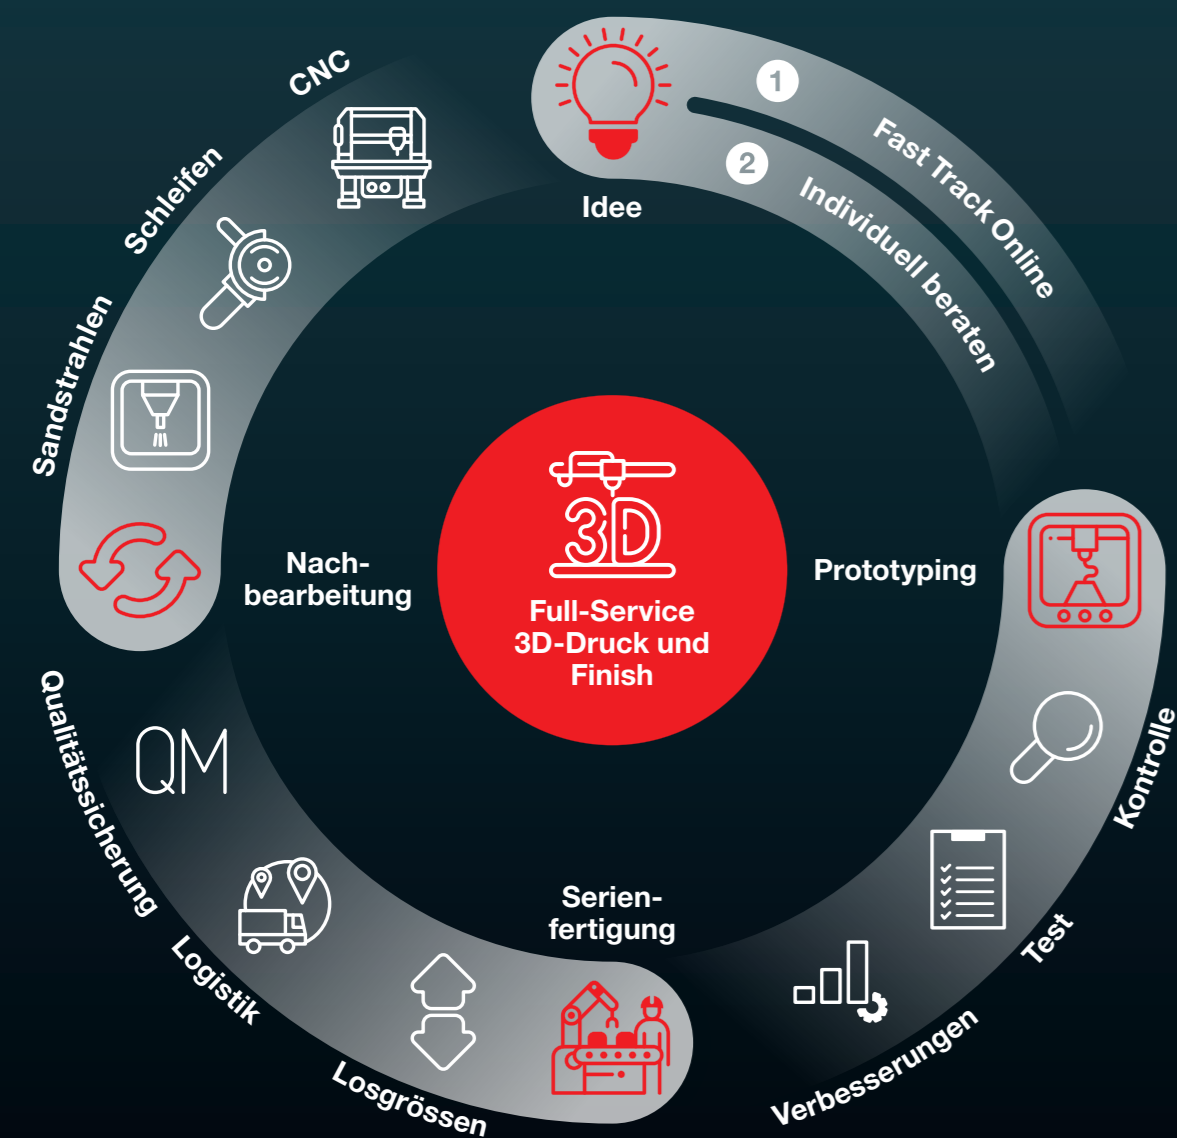 Idee
1
Fast Track Online
2
Individuell beraten
Prototyping
Kontrolle
Test
Verbesserungen
Serien-
fertigung
Losgrössen
Logistik
QM
Qualitätssicherung
Nach-
bearbeitung
Sandstrahlen
Schleifen
CNC
3D
Full-Service
3D-Druck und
Finish